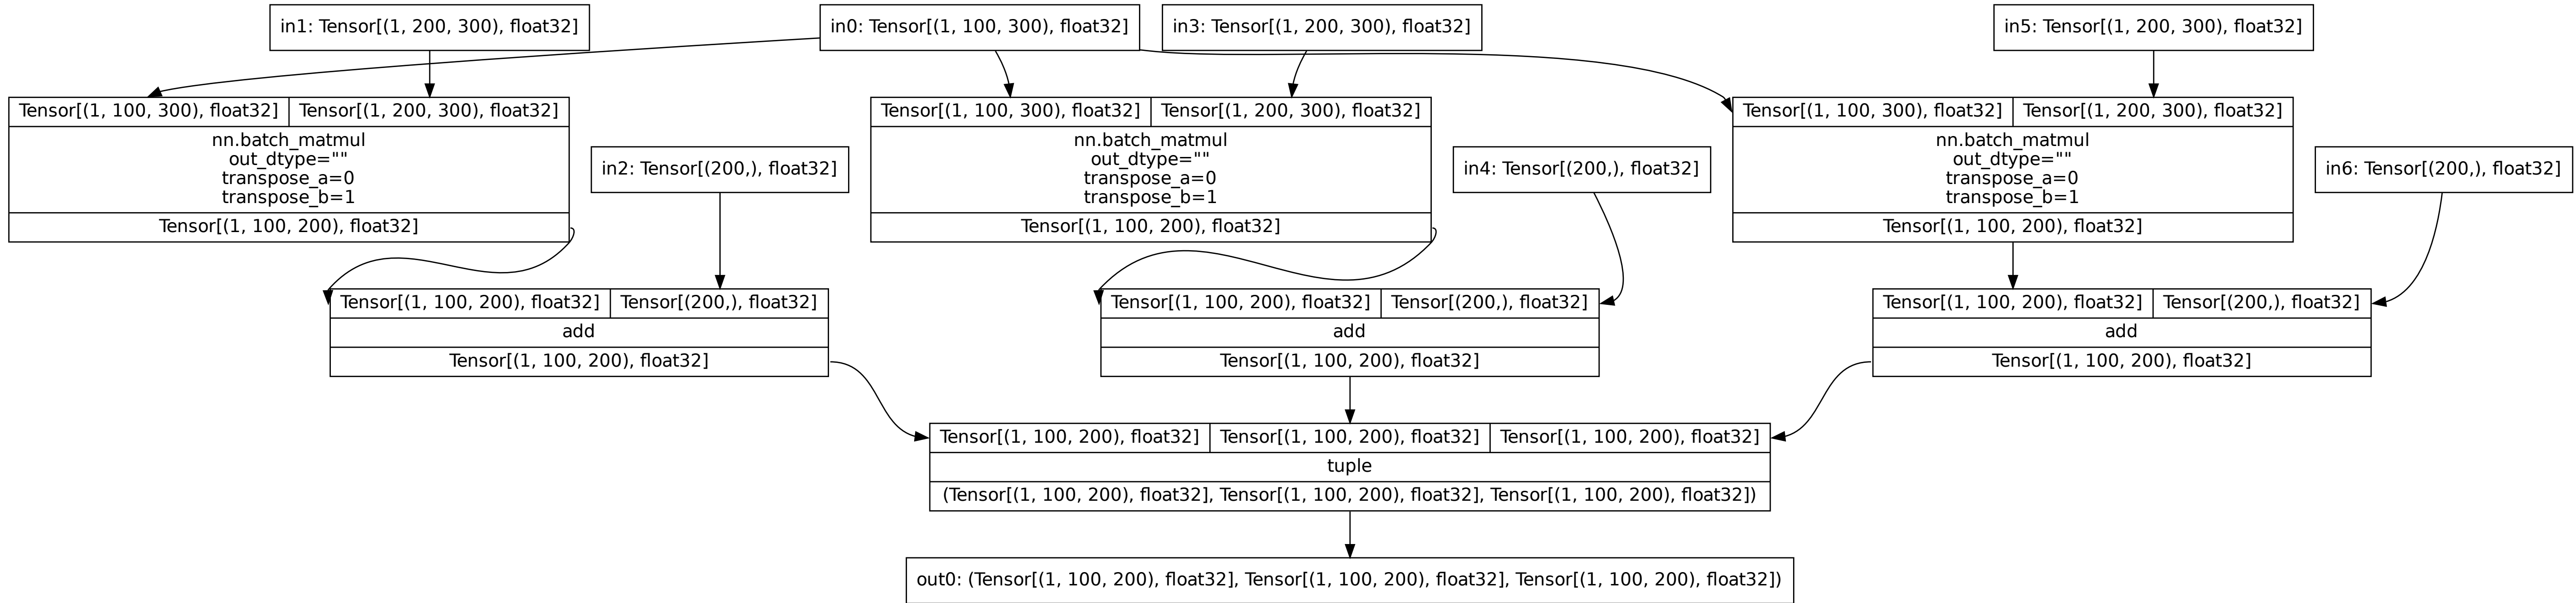 in1: Tensor[(1, 200, 300), float32]
in0: Tensor[(1, 100, 300), float32]
in3: Tensor[(1, 200, 300), float32]
in5: Tensor[(1, 200, 300), float32]
Tensor[(1, 100, 300), float32]
Tensor[(1, 200, 300), float32]
nn.batch_matmul
out_dtype=""
transpose_a=0
transpose_b=1
Tensor[(1, 100, 200), float32]
in2: Tensor[(200,), float32]
Tensor[(1, 100, 300), float32]
Tensor[(1, 200, 300), float32]
nn.batch_matmul
out_dtype=""
transpose_a=0
transpose_b=1
Tensor[(1, 100, 200), float32]
in4: Tensor[(200,), float32]
Tensor[(1, 100, 300), float32]
Tensor[(1, 200, 300), float32]
nn.batch_matmul
out_dtype=""
transpose_a=0
transpose_b=1
Tensor[(1, 100, 200), float32]
in6: Tensor[(200,), float32]
Tensor[(1, 100, 200), float32]
Tensor[(200,), float32]
add
Tensor[(1, 100, 200), float32]
Tensor[(1, 100, 200), float32]
Tensor[(200,), float32]
add
Tensor[(1, 100, 200), float32]
Tensor[(1, 100, 200), float32]
Tensor[(200,), float32]
add
Tensor[(1, 100, 200), float32]
Tensor[(1, 100, 200), float32]
Tensor[(1, 100, 200), float32]
Tensor[(1, 100, 200), float32]
tuple
(Tensor[(1, 100, 200), float32], Tensor[(1, 100, 200), float32], Tensor[(1, 100, 200), float32])
out0: (Tensor[(1, 100, 200), float32], Tensor[(1, 100, 200), float32], Tensor[(1, 100, 200), float32])